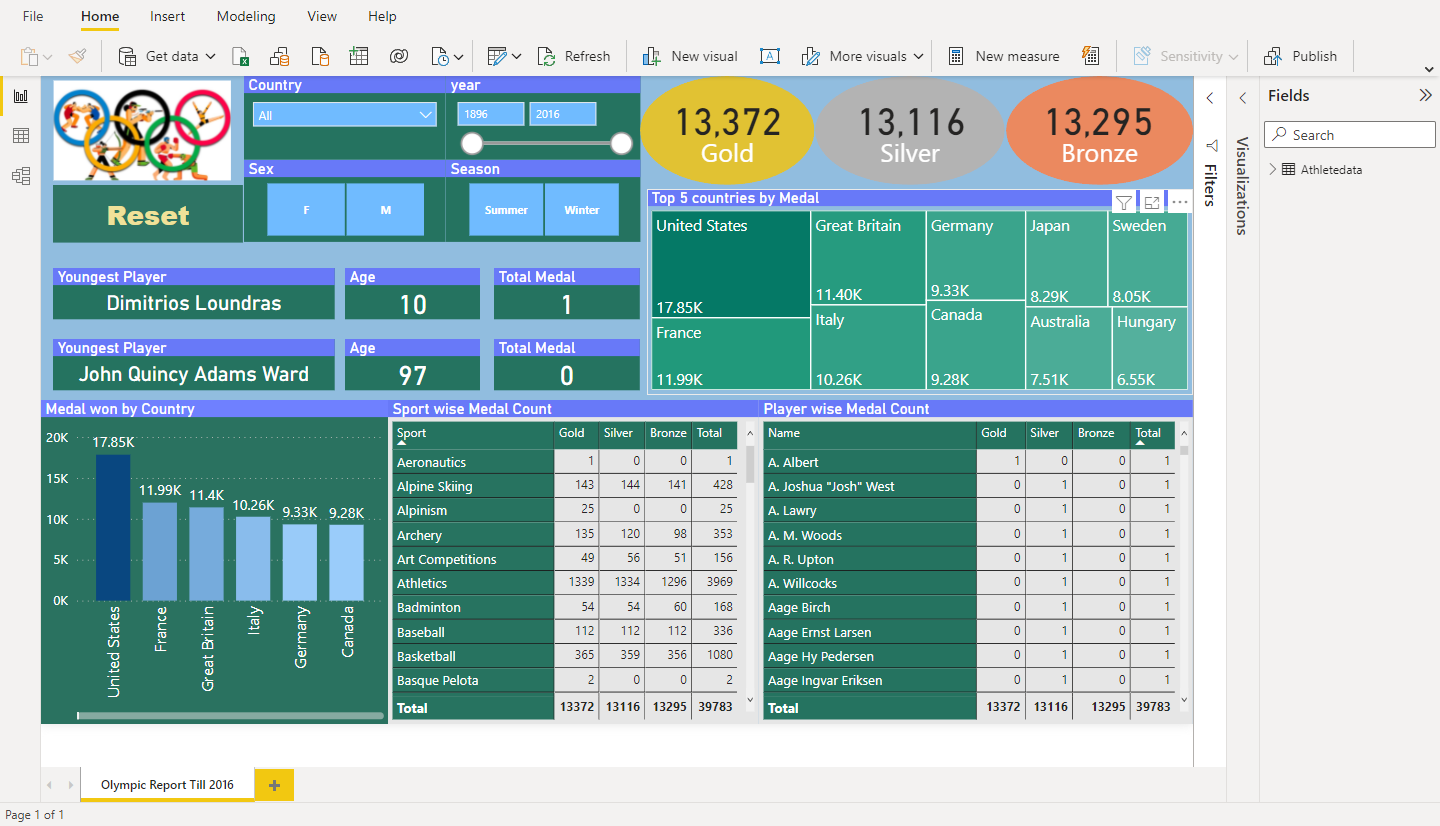 File Home Insert Modeling View Help
Get data Refresh New visual A More visuals New measure Sensitivity Publish
Country year
All 1896 2016
Sex Season
F M Summer Winter
Reset
13,372 Gold
13,116 Silver
13,295 Bronze
Youngest Player Age Total Medal
Dimitrios Loundras 10 1
Youngest Player Age Total Medal
John Quincy Adams Ward 97 0
Top 5 countries by Medal
United States 17.85K
France 11.99K
Great Britain 11.40K
Italy 10.26K
Germany 9.33K
Canada 9.28K
Japan 8.29K
Sweden 8.05K
Australia 7.51K
Hungary 6.55K
Medal won by Country
20K
15K
10K
5K
0K
17.85K 11.99K 11.4K 10.26K 9.33K 9.28K
United States France Great Britain Italy Germany Canada
Sport wise Medal Count
Sport Gold Silver Bronze Total
Aeronautics 1 0 0 1
Alpine Skiing 143 144 141 428
Alpinism 25 0 0 25
Archery 135 120 98 353
Art Competitions 49 56 51 156
Athletics 1339 1334 1296 3969
Badminton 54 54 60 168
Baseball 112 112 112 336
Basketball 365 359 356 1080
Basque Pelota 2 0 0 2
Total 13372 13116 13295 39783
Player wise Medal Count
Name Gold Silver Bronze Total
A. Albert 1 0 0 1
A. Joshua "Josh" West 0 1 0 1
A. Lawry 0 1 0 1
A. M. Woods 0 1 0 1
A. R. Upton 0 1 0 1
A. Willcocks 0 1 0 1
Aage Birch 0 1 0 1
Aage Ernst Larsen 0 1 0 1
Aage Hy Pedersen 0 1 0 1
Aage Ingvar Eriksen 0 1 0 1
Total 13372 13116 13295 39783
Filters
Visualizations
Fields
Search
Athletedata
Olympic Report Till 2016
Page 1 of 1